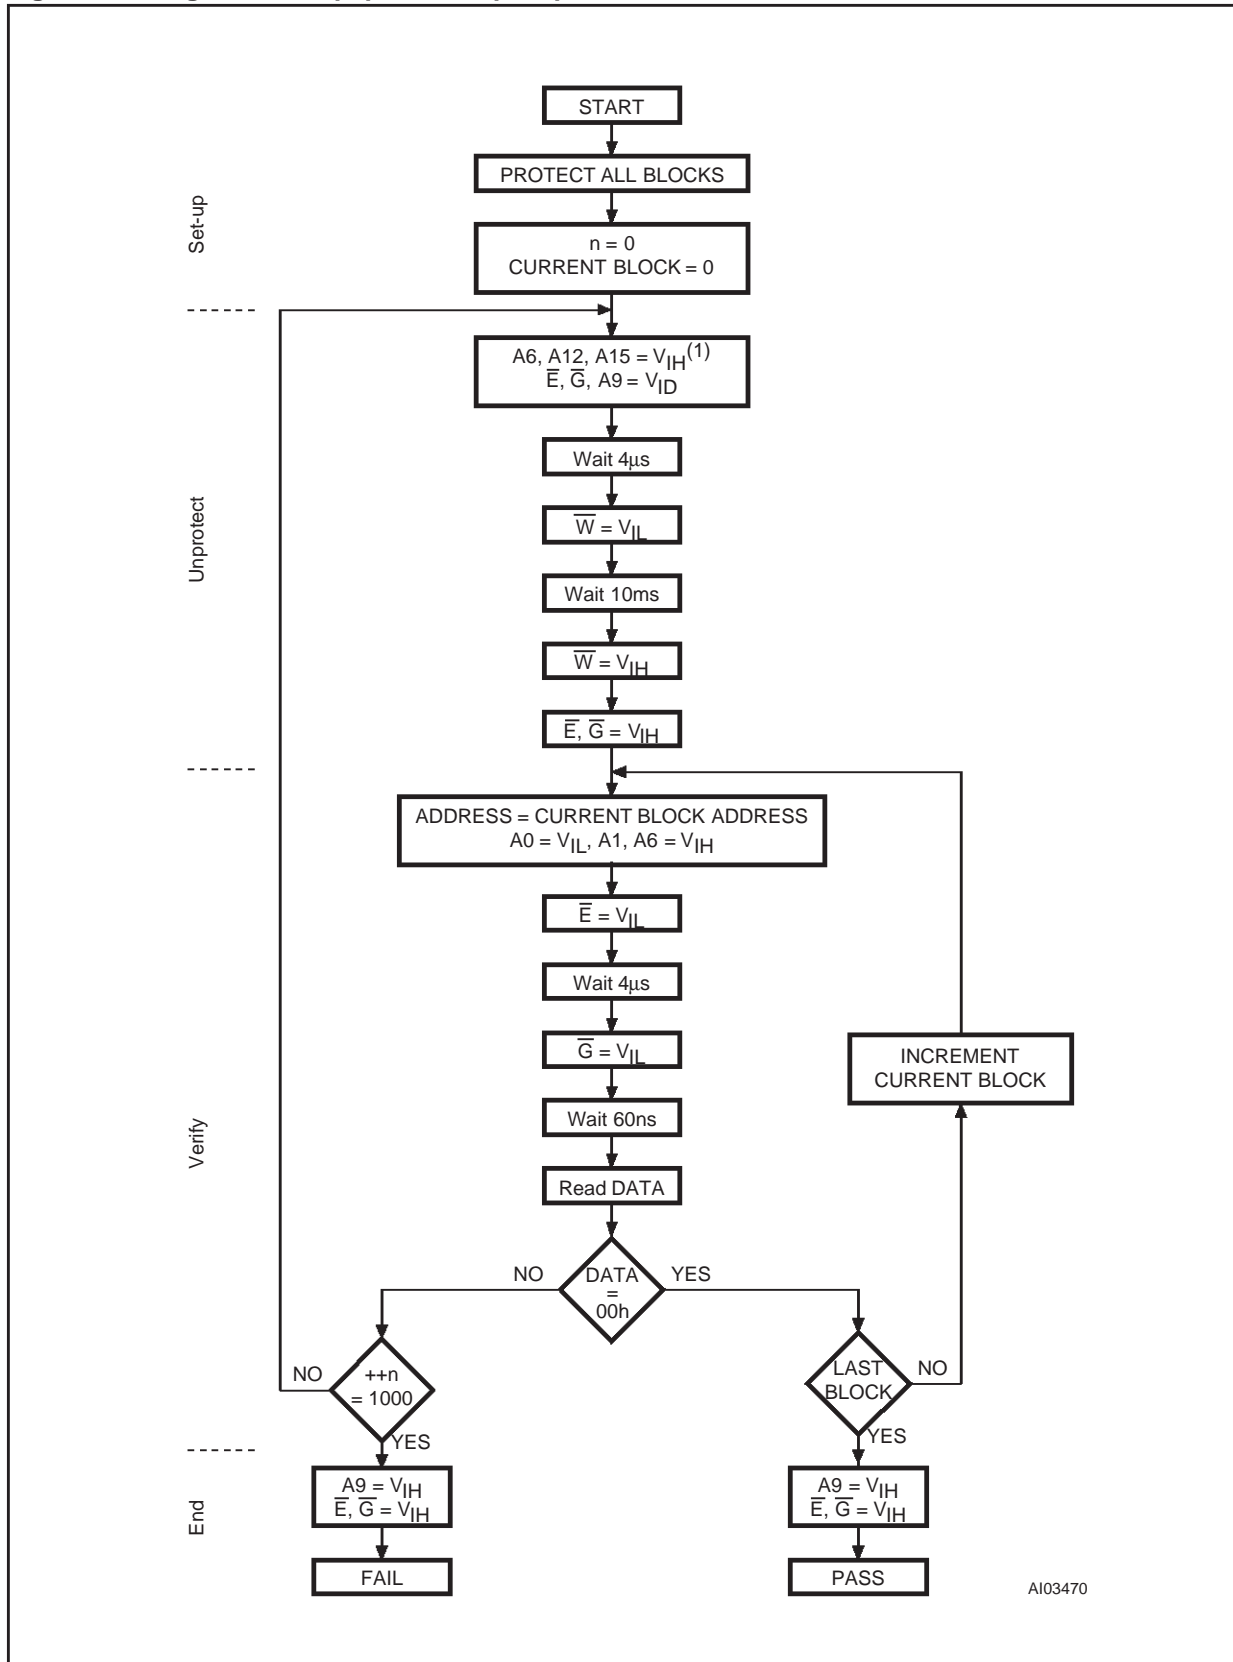 START
PROTECT ALL BLOCKS
Set-up
n = 0
CURRENT BLOCK = 0
A6, A12, A15 = VIH(1)
E̅, G̅, A9 = VID
Wait 4µs
Unprotect
W̅ = VIL
Wait 10ms
W̅ = VIH
E̅, G̅ = VIH
ADDRESS = CURRENT BLOCK ADDRESS
A0 = VIL, A1, A6 = VIH
E̅ = VIL
Wait 4µs
G̅ = VIL
INCREMENT
CURRENT BLOCK
Wait 60ns
Verify
Read DATA
NO
DATA
=
00h
YES
NO
++n
= 1000
YES
LAST
BLOCK
NO
YES
End
A9 = VIH
E̅, G̅ = VIH
A9 = VIH
E̅, G̅ = VIH
FAIL
PASS
AI03470